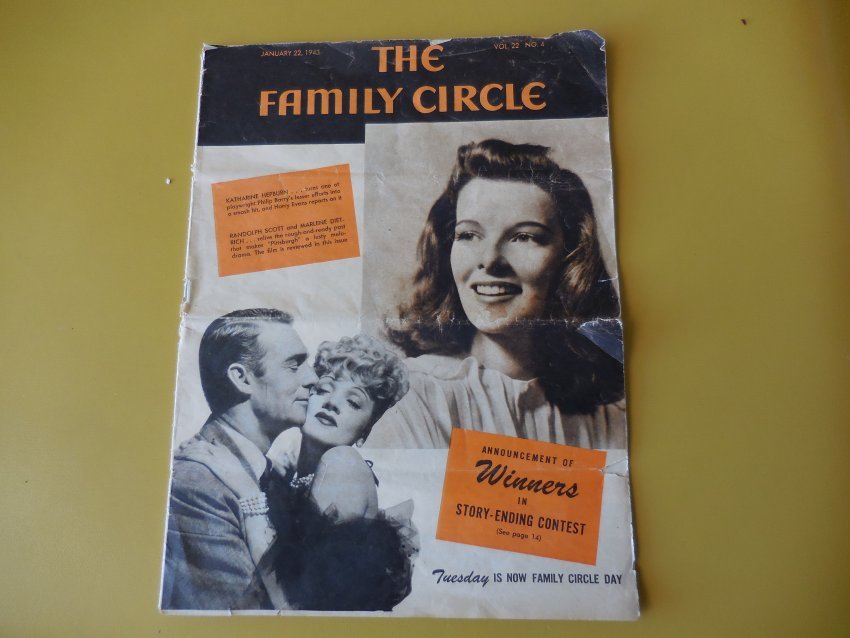 JANUARY 22, 1943
VOL. 22 NO. 4
THE
FAMILY CIRCLE
KATHARINE HEPBURN . . . turns one of
playwright Philip Barry's lesser efforts into
a smash hit, and Harry Evans reports on it
RANDOLPH SCOTT and MARLENE DIET-
RICH . . . relive the rough-and-ready past
that makes "Pittsburgh" a lusty melo-
drama. The film is reviewed in this issue
ANNOUNCEMENT OF
Winners
IN
STORY-ENDING CONTEST
(See page 14)
Tuesday IS NOW FAMILY CIRCLE DAY